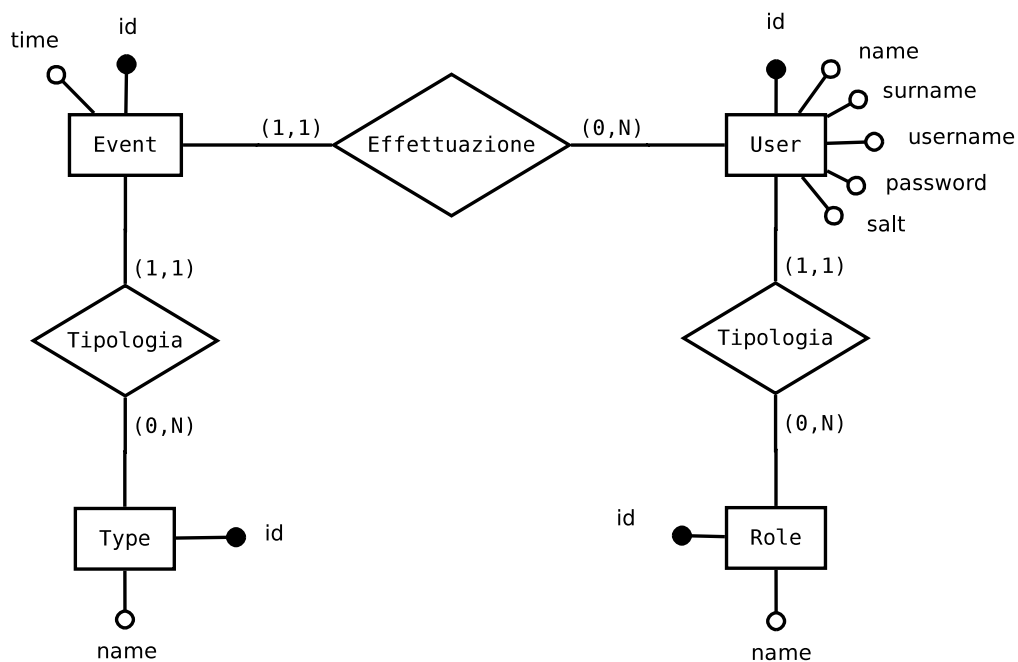 id
id
time
name
surname
(1,1)
(0,N)
Event
Effettuazione
User
username
password
salt
(1,1)
(1,1)
Tipologia
Tipologia
(0,N)
(0,N)
id
Type
id
Role
name
name